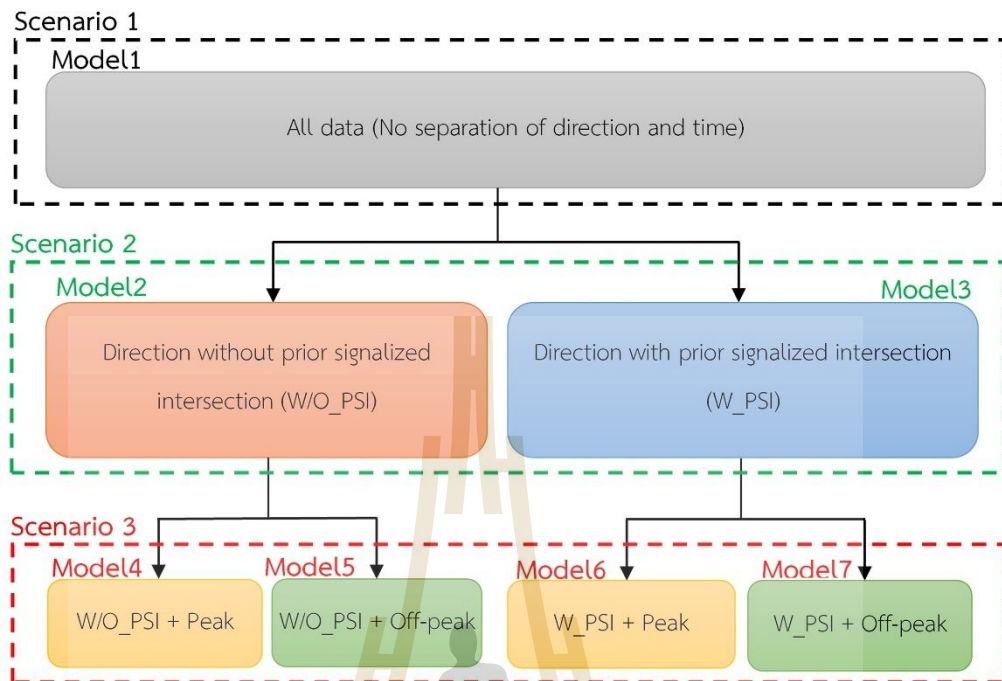 Scenario 1
Model1
All data (No separation of direction and time)
Scenario 2
Model2
Model3
Direction without prior signalized
intersection (W/O_PSI)
Direction with prior signalized intersection
(W_PSI)
Scenario 3
Model4
Model5
Model6
Model7
W/O_PSI + Peak
W/O_PSI + Off-peak
W_PSI + Peak
W_PSI + Off-peak